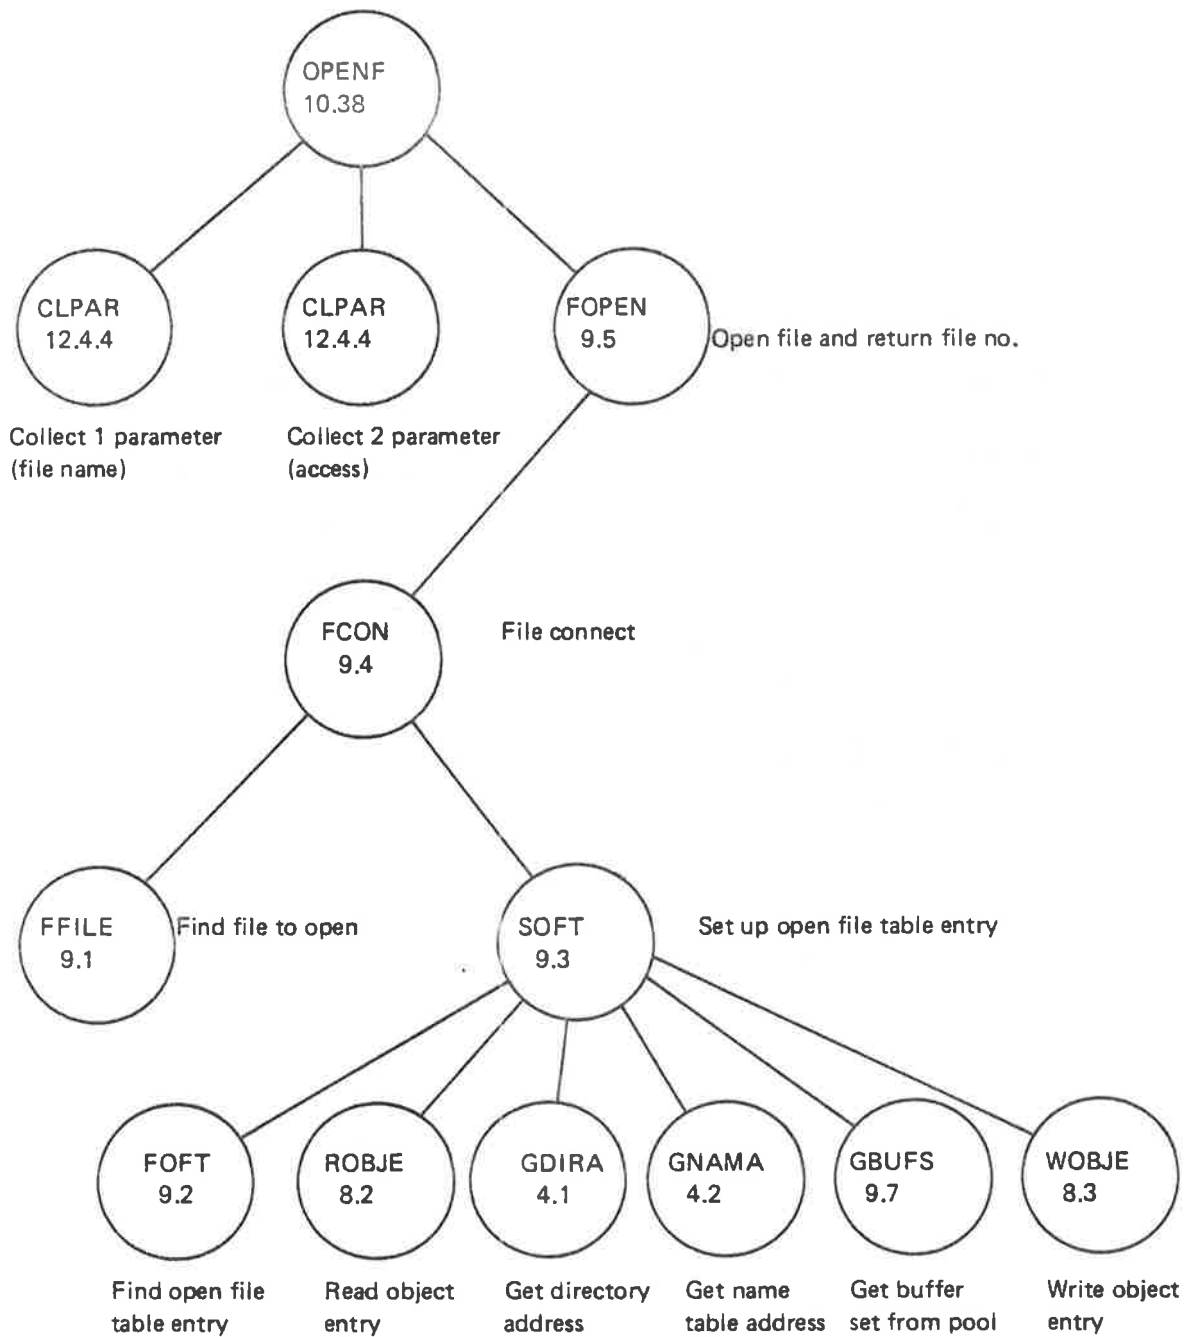 OPENF
10.38
CLPAR
12.4.4
CLPAR
12.4.4
FOPEN
9.5
Open file and return file no.
Collect 1 parameter
(file name)
Collect 2 parameter
(access)
FCON
9.4
File connect
FFILE
9.1
Find file to open
SOFT
9.3
Set up open file table entry
FOFT
9.2
ROBJE
8.2
GDIRA
4.1
GNAMA
4.2
GBUFS
9.7
WOBJE
8.3
Find open file
table entry
Read object
entry
Get directory
address
Get name
table address
Get buffer
set from pool
Write object
entry